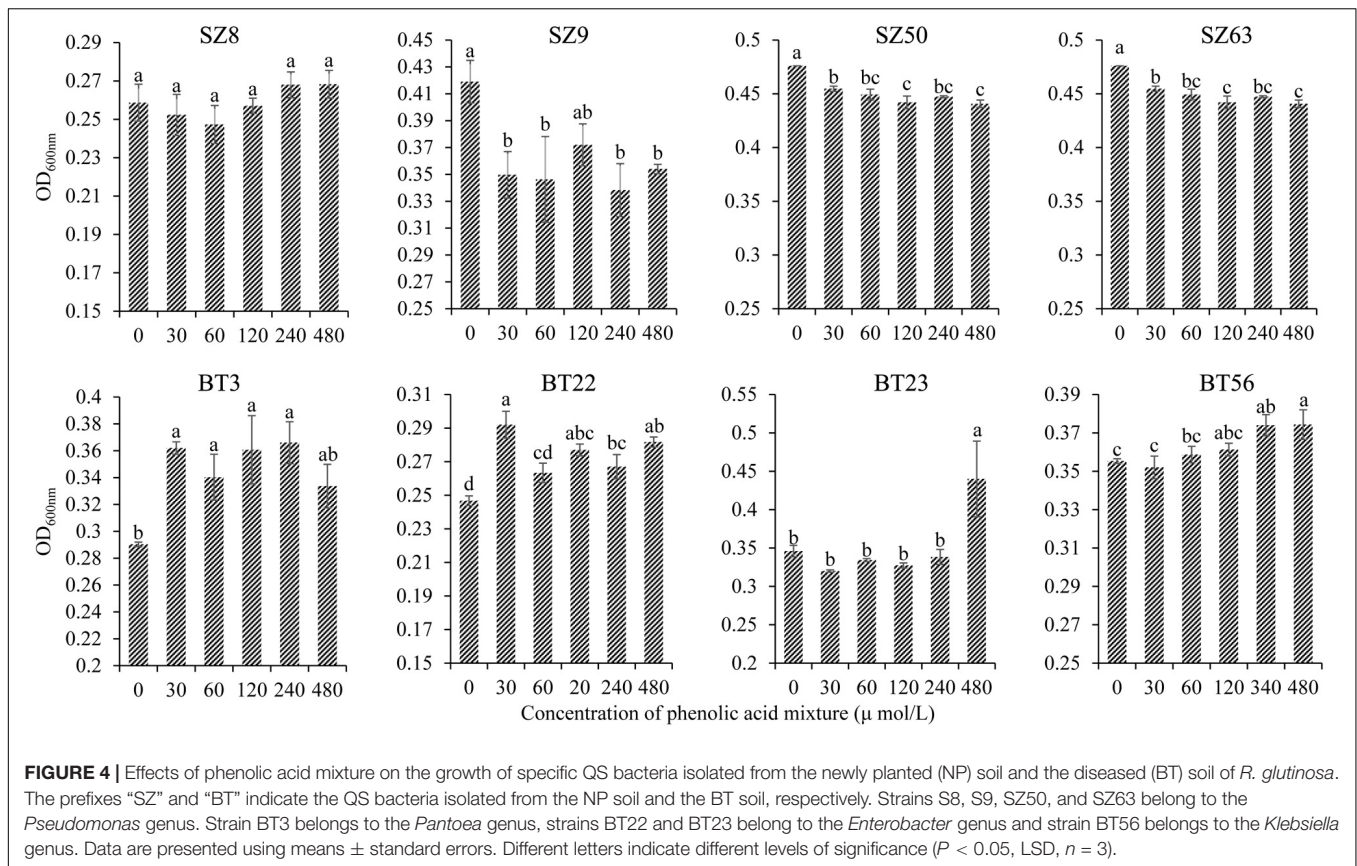 SZ8
SZ9
SZ50
SZ63
OD600nm
0.29
0.27
0.25
0.23
0.21
0.19
0.17
0.15
a a a a a a
0 30 60 120 240 480
0.45
0.43
0.41
0.39
0.37
0.35
0.33
0.31
0.29
0.27
0.25
a b b ab b b
0 30 60 120 240 480
0.5
0.45
0.4
0.35
0.3
0.25
a b bc c bc c
0 30 60 120 240 480
0.5
0.45
0.4
0.35
0.3
0.25
a b bc c bc c
0 30 60 120 240 480
BT3
BT22
BT23
BT56
OD600nm
0.4
0.38
0.36
0.34
0.32
0.3
0.28
0.26
0.24
0.22
0.2
b a a a a ab
0 30 60 120 240 480
0.31
0.29
0.27
0.25
0.23
0.21
0.19
0.17
0.15
d a cd abc bc ab
0 30 60 20 240 480
0.55
0.5
0.45
0.4
0.35
0.3
0.25
0.2
b b b b b a
0 30 60 120 240 480
0.39
0.37
0.35
0.33
0.31
0.29
0.27
0.25
c c bc abc ab a
0 30 60 120 340 480
Concentration of phenolic acid mixture (μ mol/L)
FIGURE 4 | Effects of phenolic acid mixture on the growth of specific QS bacteria isolated from the newly planted (NP) soil and the diseased (BT) soil of R. glutinosa.
The prefixes “SZ” and “BT” indicate the QS bacteria isolated from the NP soil and the BT soil, respectively. Strains S8, S9, SZ50, and SZ63 belong to the
Pseudomonas genus. Strain BT3 belongs to the Pantoea genus, strains BT22 and BT23 belong to the Enterobacter genus and strain BT56 belongs to the Klebsiella
genus. Data are presented using means ± standard errors. Different letters indicate different levels of significance (P < 0.05, LSD, n = 3).